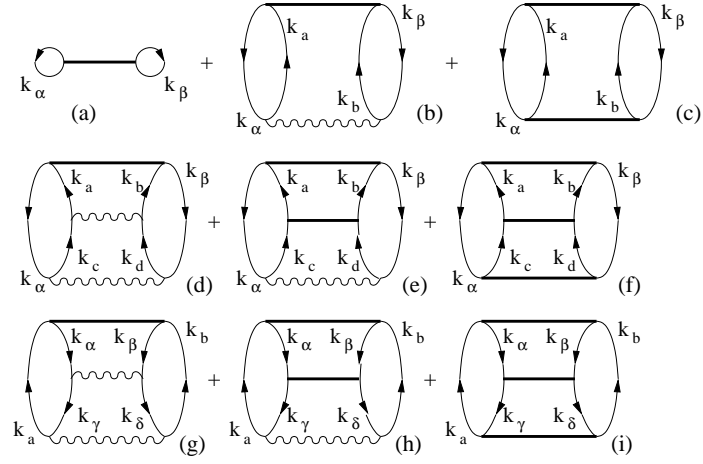 k_a k_β k_a k_β
+ +
k_α (a) k_β k_α k_b (b) k_α k_b (c)
k_a k_b k_β k_a k_b k_β k_a k_b k_β
+ + 
k_c k_d k_c k_d k_c k_d
k_α (d) k_α (e) k_α (f)
k_α k_β k_b k_α k_β k_b k_α k_β k_b
+ +
k_a k_γ k_δ (g) k_a k_γ k_δ (h) k_a k_γ k_δ (i)